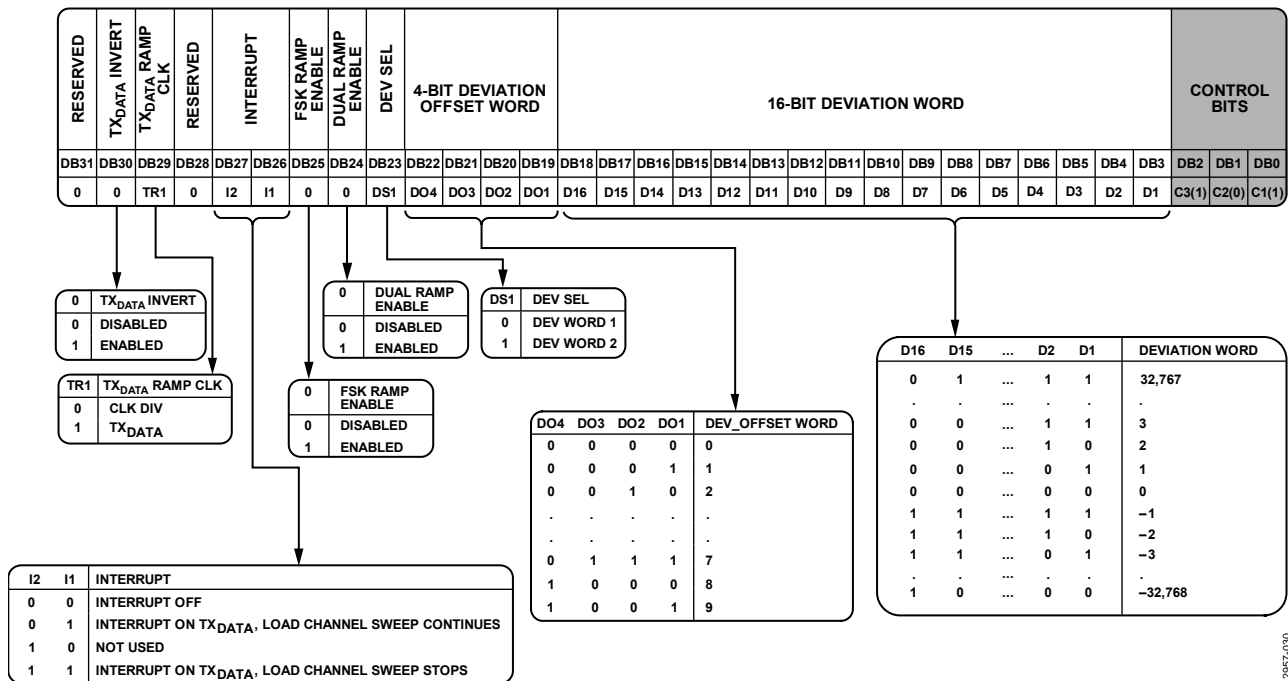 RESERVED
TXDATA INVERT
TXDATA RAMP
CLK
RESERVED
INTERRUPT
FSK RAMP
ENABLE
DUAL RAMP
ENABLE
DEV SEL
4-BIT DEVIATION
OFFSET WORD
16-BIT DEVIATION WORD
CONTROL
BITS
DB31 DB30 DB29 DB28 DB27 DB26 DB25 DB24 DB23 DB22 DB21 DB20 DB19 DB18 DB17 DB16 DB15 DB14 DB13 DB12 DB11 DB10 DB9 DB8 DB7 DB6 DB5 DB4 DB3 DB2 DB1 DB0
0 0 TR1 0 I2 I1 0 0 DS1 DO4 DO3 DO2 DO1 D16 D15 D14 D13 D12 D11 D10 D9 D8 D7 D6 D5 D4 D3 D2 D1 C3(1) C2(0) C1(1)
0 TXDATA INVERT
0 DISABLED
1 ENABLED
TR1 TXDATA RAMP CLK
0 CLK DIV
1 TXDATA
0 DUAL RAMP
ENABLE
0 DISABLED
1 ENABLED
0 FSK RAMP
ENABLE
0 DISABLED
1 ENABLED
DS1 DEV SEL
0 DEV WORD 1
1 DEV WORD 2
DO4 DO3 DO2 DO1 DEV_OFFSET WORD
0 0 0 0 0
0 0 0 1 1
0 0 1 0 2
. . . . .
. . . . .
0 1 1 1 7
1 0 0 0 8
1 0 0 1 9
D16 D15 ... D2 D1 DEVIATION WORD
0 1 ... 1 1 32,767
. . ... . . .
0 0 ... 1 1 3
0 0 ... 1 0 2
0 0 ... 0 1 1
0 0 ... 0 0 0
1 1 ... 1 1 –1
1 1 ... 1 0 –2
1 1 ... 0 1 –3
. . ... . . .
1 0 ... 0 0 –32,768
I2 I1 INTERRUPT
0 0 INTERRUPT OFF
0 1 INTERRUPT ON TXDATA, LOAD CHANNEL SWEEP CONTINUES
1 0 NOT USED
1 1 INTERRUPT ON TXDATA, LOAD CHANNEL SWEEP STOPS